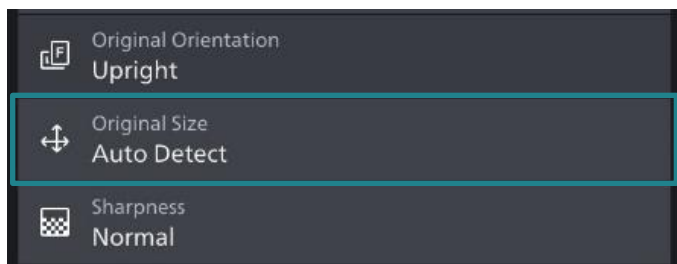 Original Orientation
Upright
Original Size
Auto Detect
Sharpness
Normal